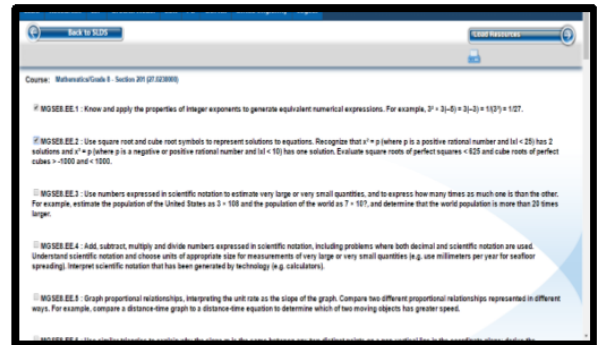 Back to SLDS
Load Resources
Course: Mathematics/Grade 8 - Section 201 (27.0230000)
MGSE8.EE.1 : Know and apply the properties of integer exponents to generate equivalent numerical expressions. For example, 3² × 3(–5) = 3(–3) = 1/(3³) = 1/27.
MGSE8.EE.2 : Use square root and cube root symbols to represent solutions to equations. Recognize that x² = p (where p is a positive rational number and lxl < 25) has 2
solutions and x³ = p (where p is a negative or positive rational number and lxl < 10) has one solution. Evaluate square roots of perfect squares < 625 and cube roots of perfect
cubes > -1000 and < 1000.
MGSE8.EE.3 : Use numbers expressed in scientific notation to estimate very large or very small quantities, and to express how many times as much one is than the other.
For example, estimate the population of the United States as 3 × 108 and the population of the world as 7 × 10?, and determine that the world population is more than 20 times
larger.
MGSE8.EE.4 : Add, subtract, multiply and divide numbers expressed in scientific notation, including problems where both decimal and scientific notation are used.
Understand scientific notation and choose units of appropriate size for measurements of very large or very small quantities (e.g. use millimeters per year for seafloor
spreading). Interpret scientific notation that has been generated by technology (e.g. calculators).
MGSE8.EE.5 : Graph proportional relationships, interpreting the unit rate as the slope of the graph. Compare two different proportional relationships represented in different
ways. For example, compare a distance-time graph to a distance-time equation to determine which of two moving objects has greater speed.